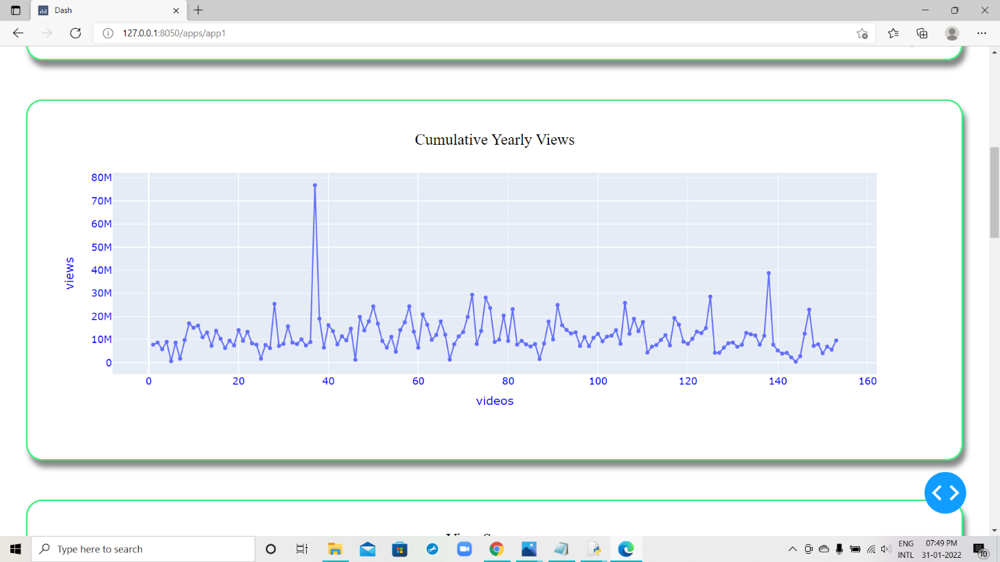 Dash
127.0.0.1:8050/apps/app1
Cumulative Yearly Views
80M
70M
60M
50M
40M
30M
20M
10M
0
views
0 20 40 60 80 100 120 140 160
videos
Type here to search
ENG
INTL
07:49 PM
31-01-2022
10